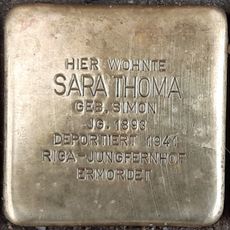 HIER WOHNTE
SARA THOMA
GEB. SIMON
JG. 1893
DEPORTIERT 1941
RIGA-JUNGFERNHOF
ERMORDET